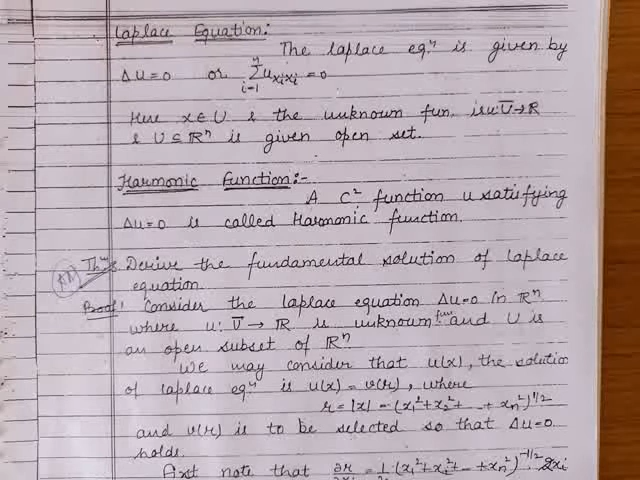 Laplace Equation:
The laplace eqⁿ is given by
Δu=0 or Σⁿᵢ₌₁ u_{xᵢxᵢ} = 0
Here x∈U & the unknown fun. is u: U̅→R
& U⊆Rⁿ is given open set.
Harmonic Function:-
A C² function u satisfying
Δu=0 is called Harmonic function.
Thᵐ: Derive the fundamental solution of laplace
equation.
Proof: Consider the laplace equation Δu=0 in Rⁿ
where u: U̅→R is unknown fun and U is
an open subset of Rⁿ
We may consider that u(x), the solution
of laplace eqⁿ is u(x) = v(r), where
r = |x| = (x₁²+x₂²+ .. + xₙ²)^{1/2}
and v(r) is to be selected so that Δu=0
holds.
First note that ∂r/∂xᵢ = 1/2 (x₁²+x₂²+ .. +xₙ²)^{-1/2} · 2xᵢ